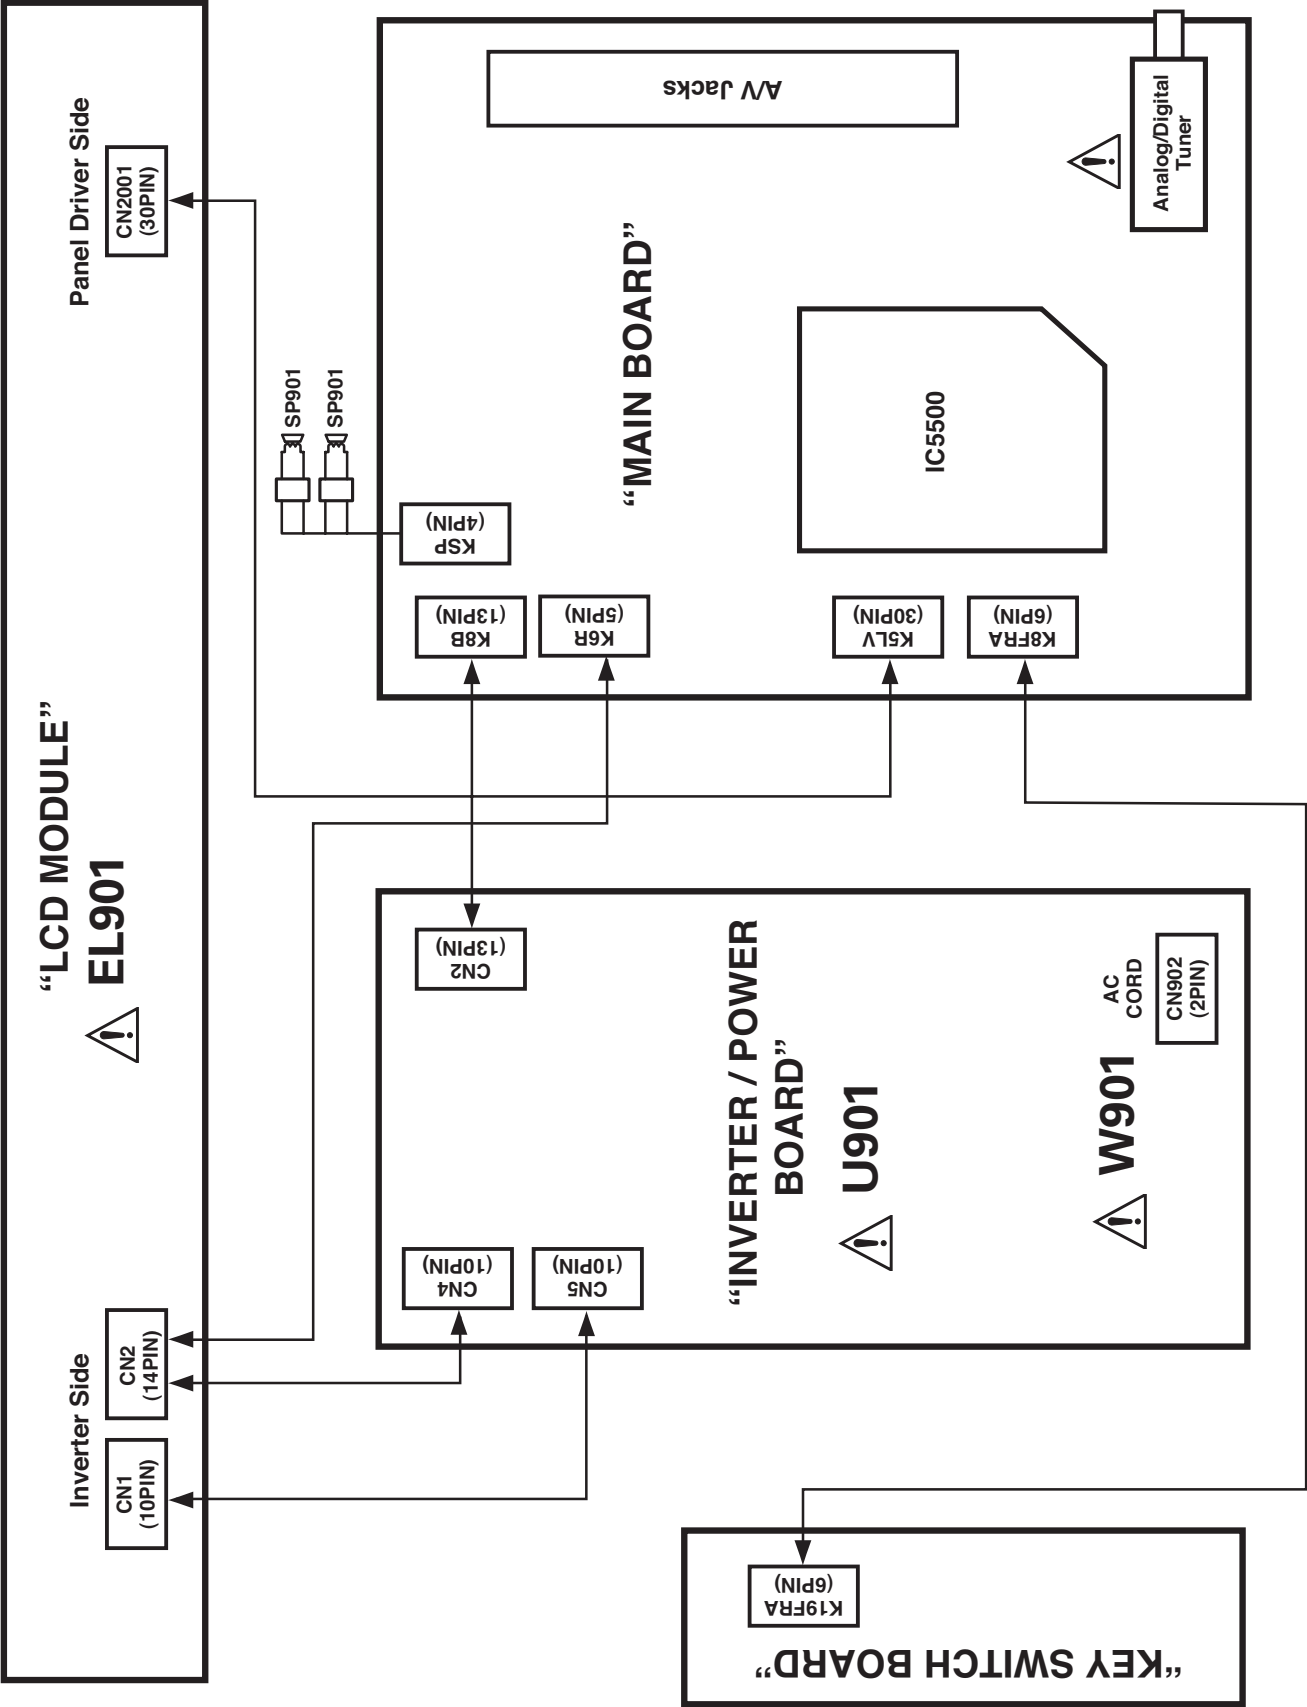 “LCD MODULE”
EL901
Inverter Side
CN1
(10PIN)
CN2
(14PIN)
Panel Driver Side
CN2001
(30PIN)
SP901
SP901
“MAIN BOARD”
KSP
(4PIN)
K8B
(13PIN)
K6R
(5PIN)
K5LV
(30PIN)
K8FRA
(6PIN)
IC5500
A/V Jacks
Analog/Digital
Tuner
“INVERTER / POWER
BOARD”
U901
CN2
(13PIN)
CN4
(10PIN)
CN5
(10PIN)
W901
AC
CORD
CN902
(2PIN)
“KEY SWITCH BOARD”
K19FRA
(6PIN)